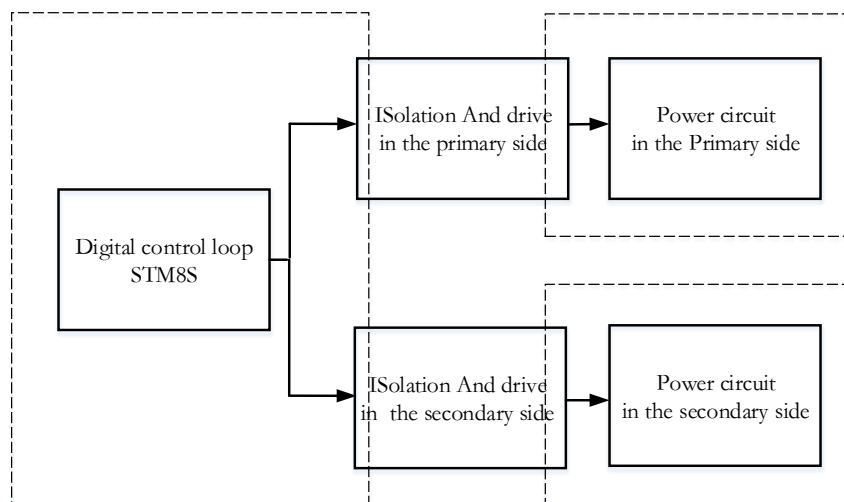 ISolation And drive
in the primary side
Power circuit
in the Primary side
Digital control loop
STM8S
ISolation And drive
in the secondary side
Power circuit
in the secondary side